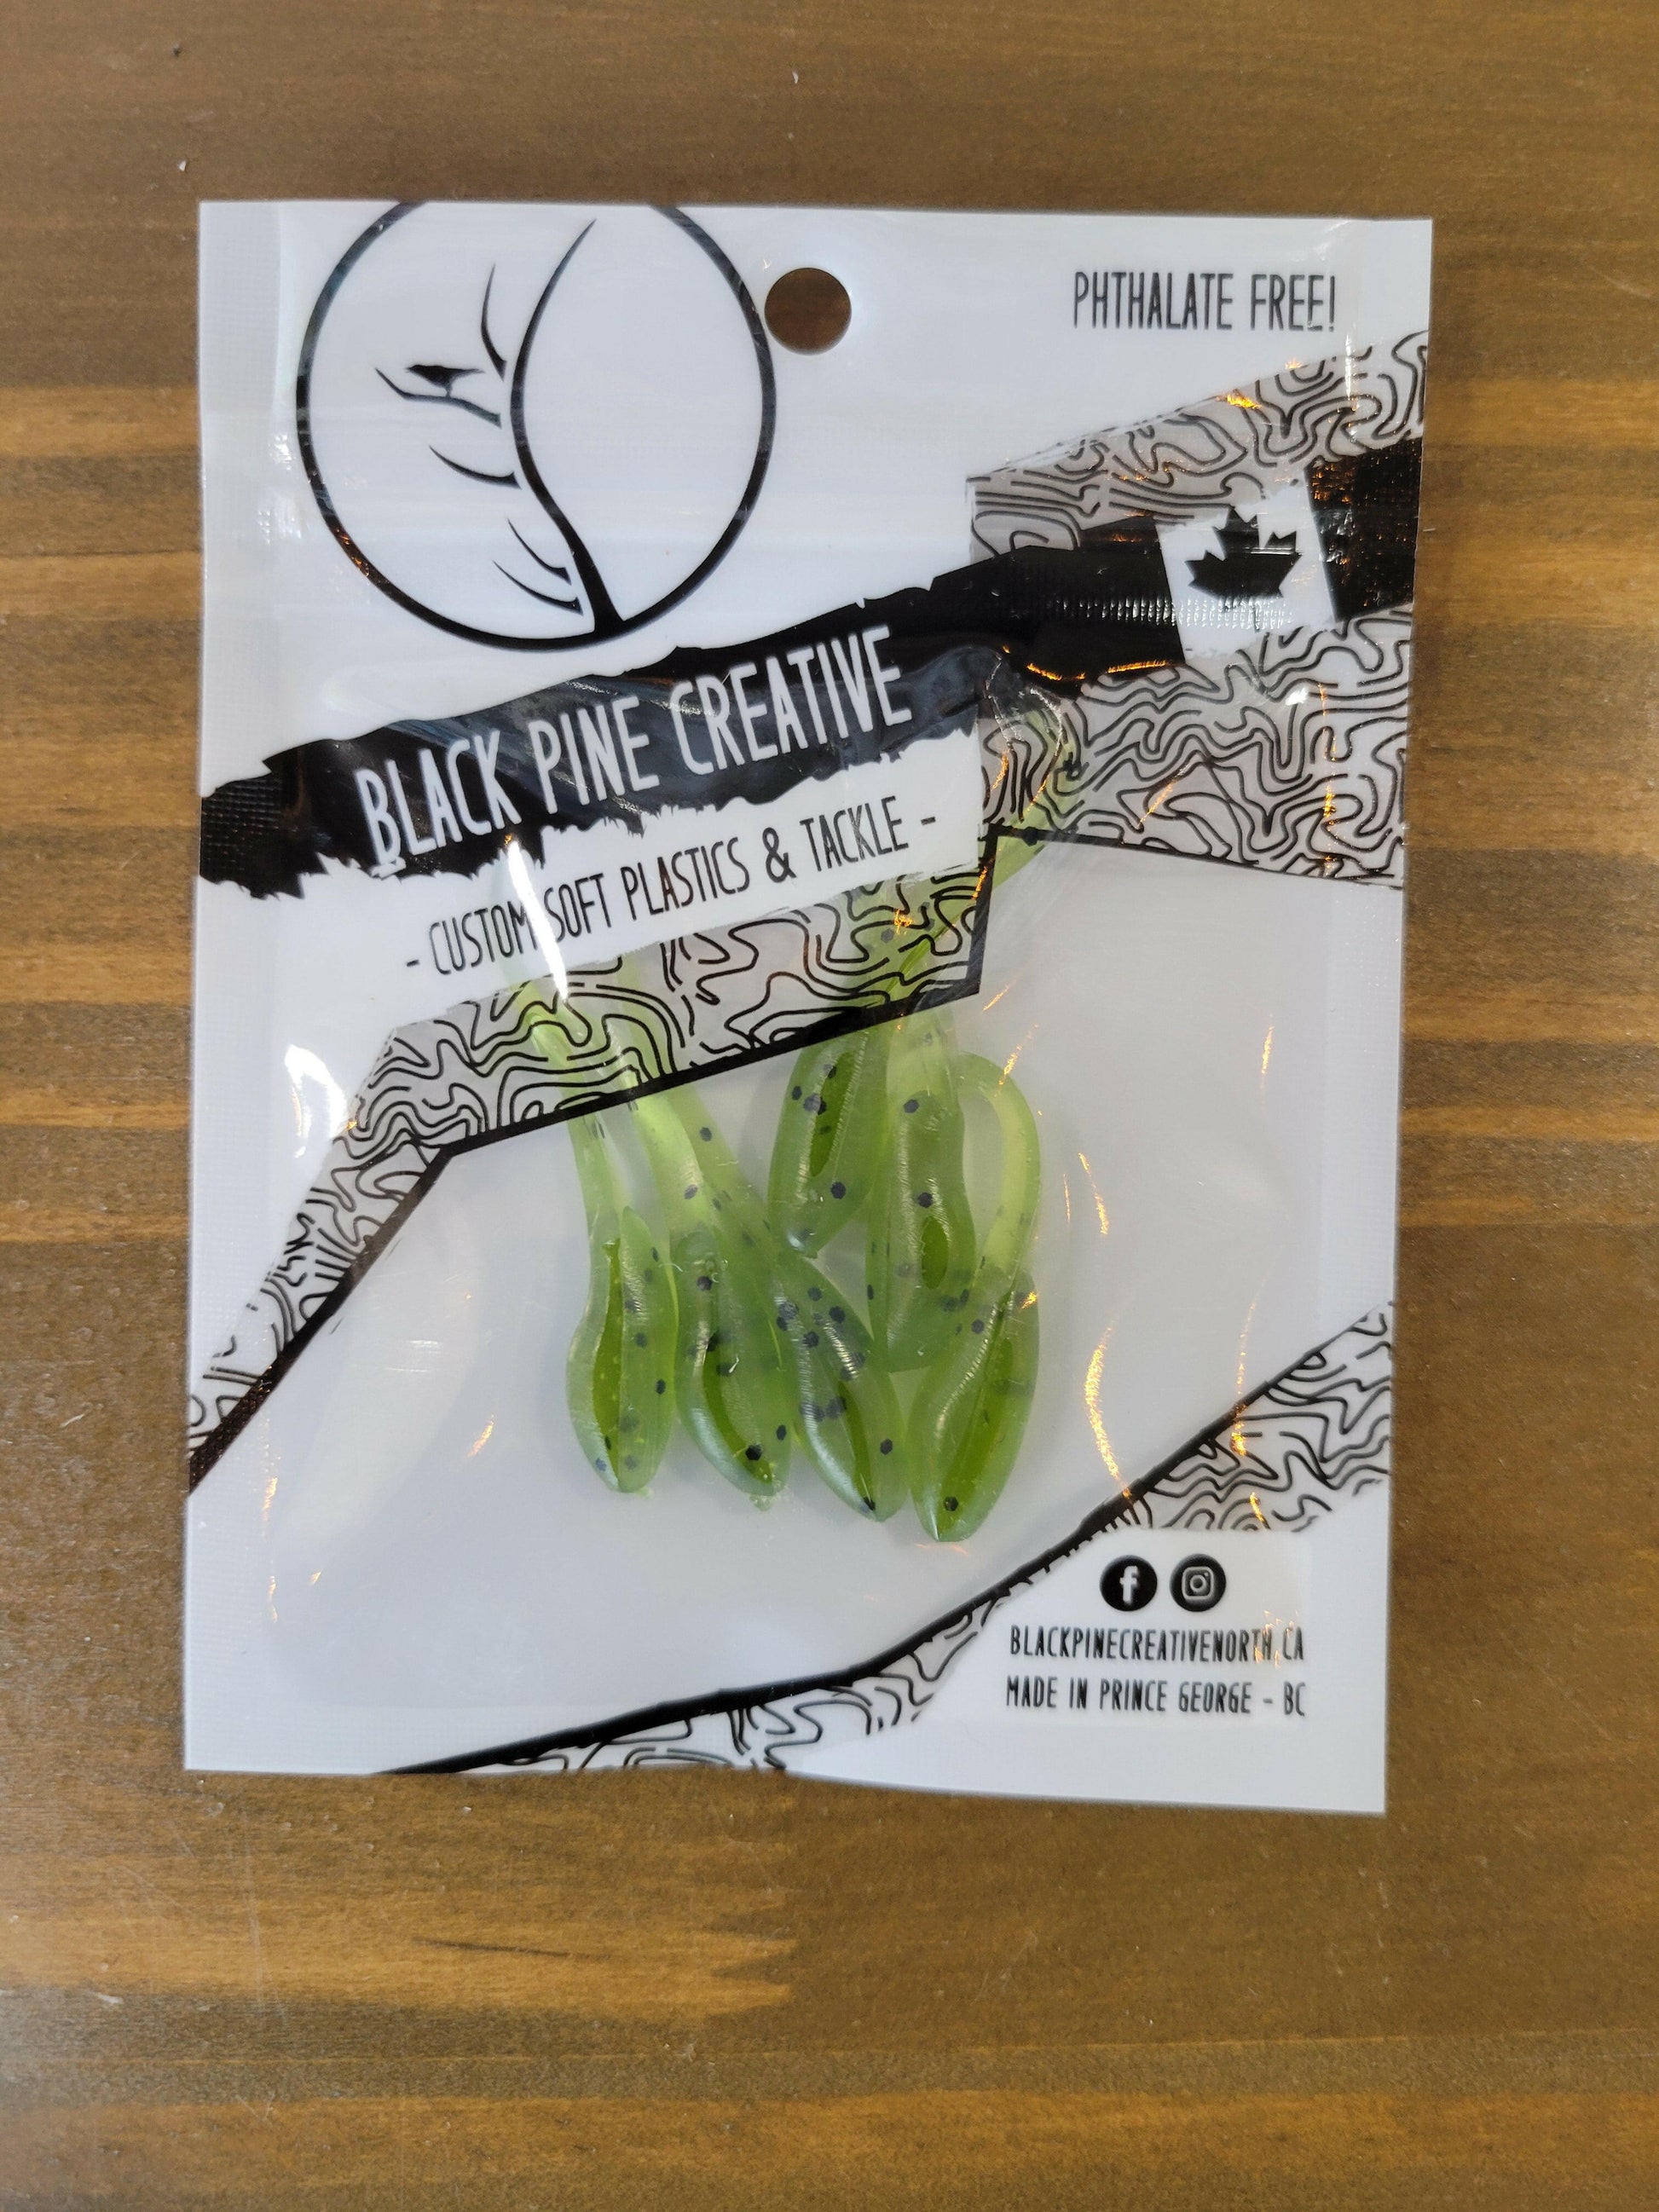 PHTHALATE FREE!
BLACK PINE CREATIVE
- CUSTOM SOFT PLASTICS & TACKLE -
f
BLACKPINECREATIVENORTH.CA
MADE IN PRINCE GEORGE - BC